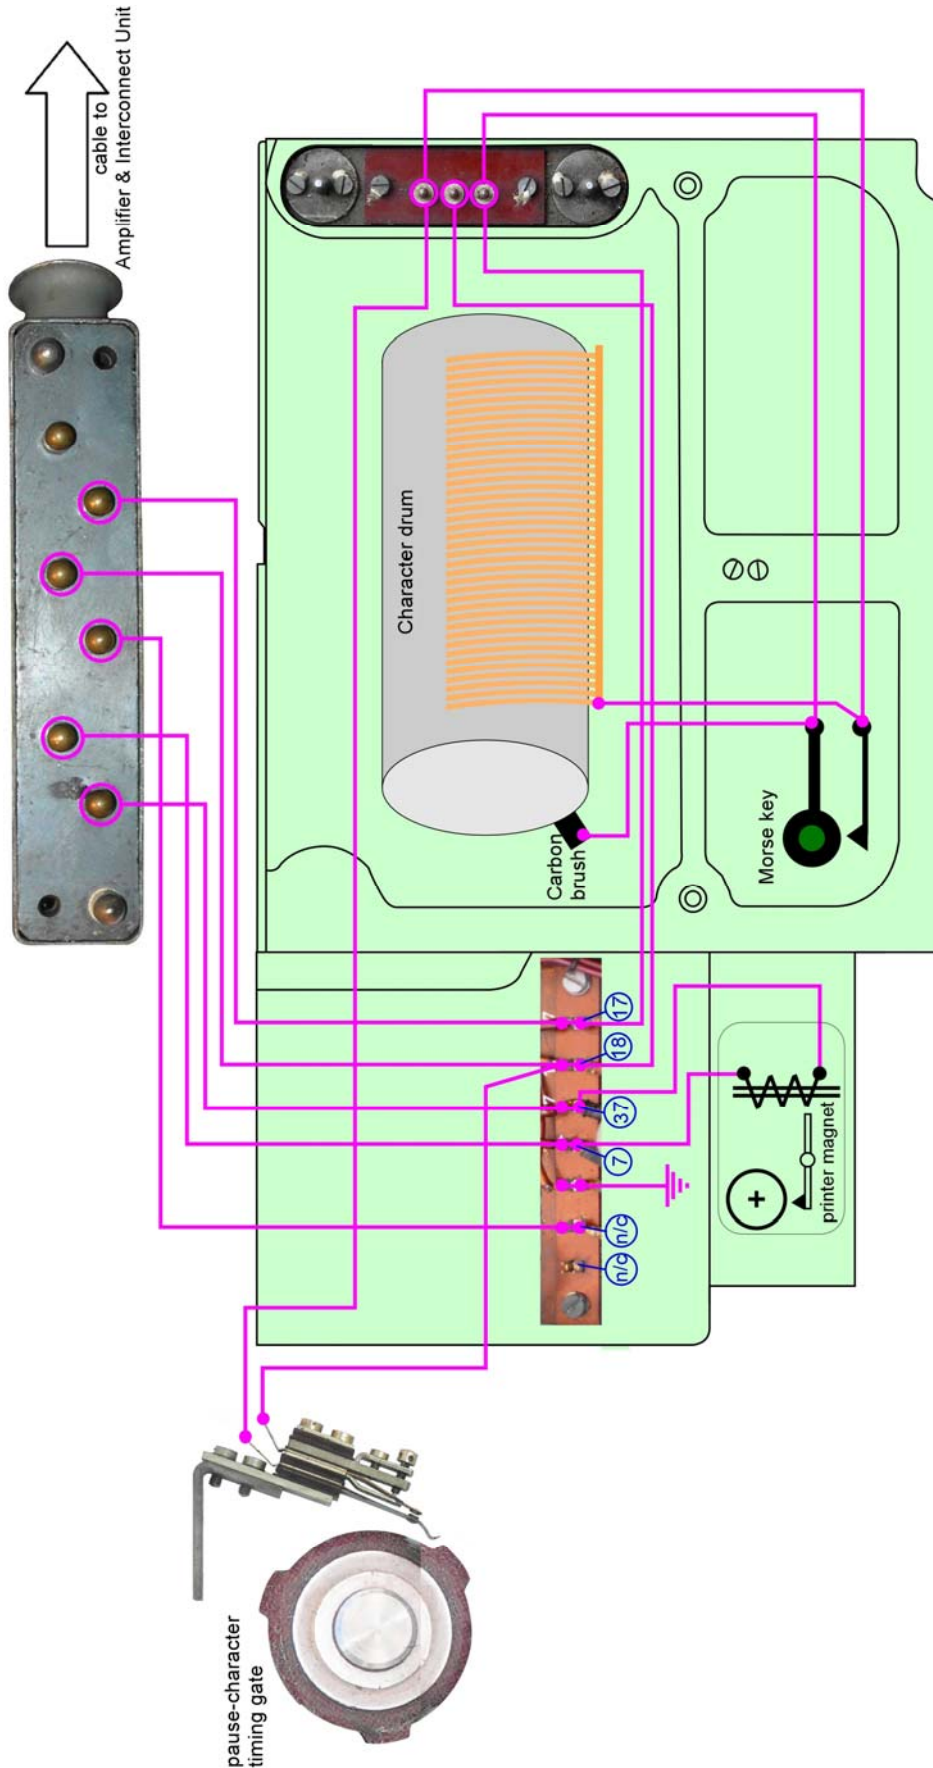 cable to
Amplifier & Interconnect Unit
Character drum
Carbon
brush
Morse key
17
18
37
7
n/c
n/c
printer magnet
pause-character
timing gate